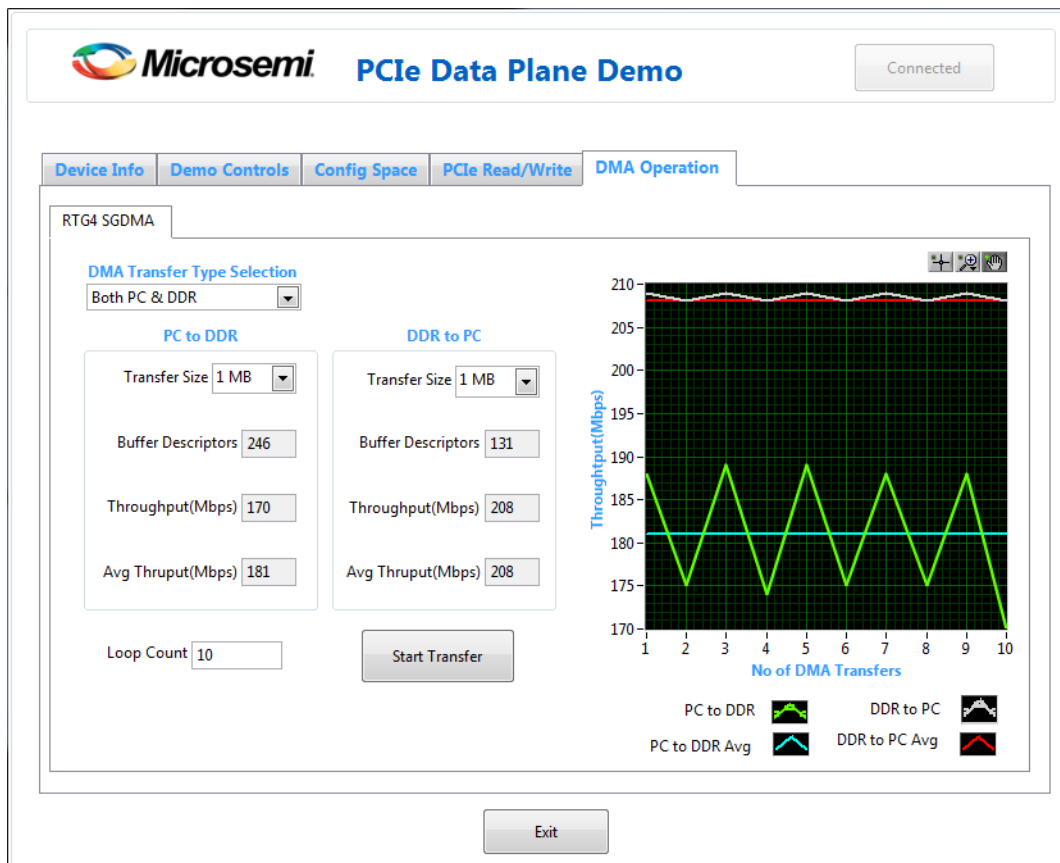 Microsemi. PCIe Data Plane Demo Connected
Device Info Demo Controls Config Space PCIe Read/Write DMA Operation
RTG4 SGDMA
DMA Transfer Type Selection
Both PC & DDR
PC to DDR DDR to PC
Transfer Size 1 MB Transfer Size 1 MB
Buffer Descriptors 246 Buffer Descriptors 131
Throughput(Mbps) 170 Throughput(Mbps) 208
Avg Thruput(Mbps) 181 Avg Thruput(Mbps) 208
Loop Count 10 Start Transfer
Throughtput(Mbps)
210
205
200
195
190
185
180
175
170
1 2 3 4 5 6 7 8 9 10
No of DMA Transfers
PC to DDR DDR to PC
PC to DDR Avg DDR to PC Avg
Exit